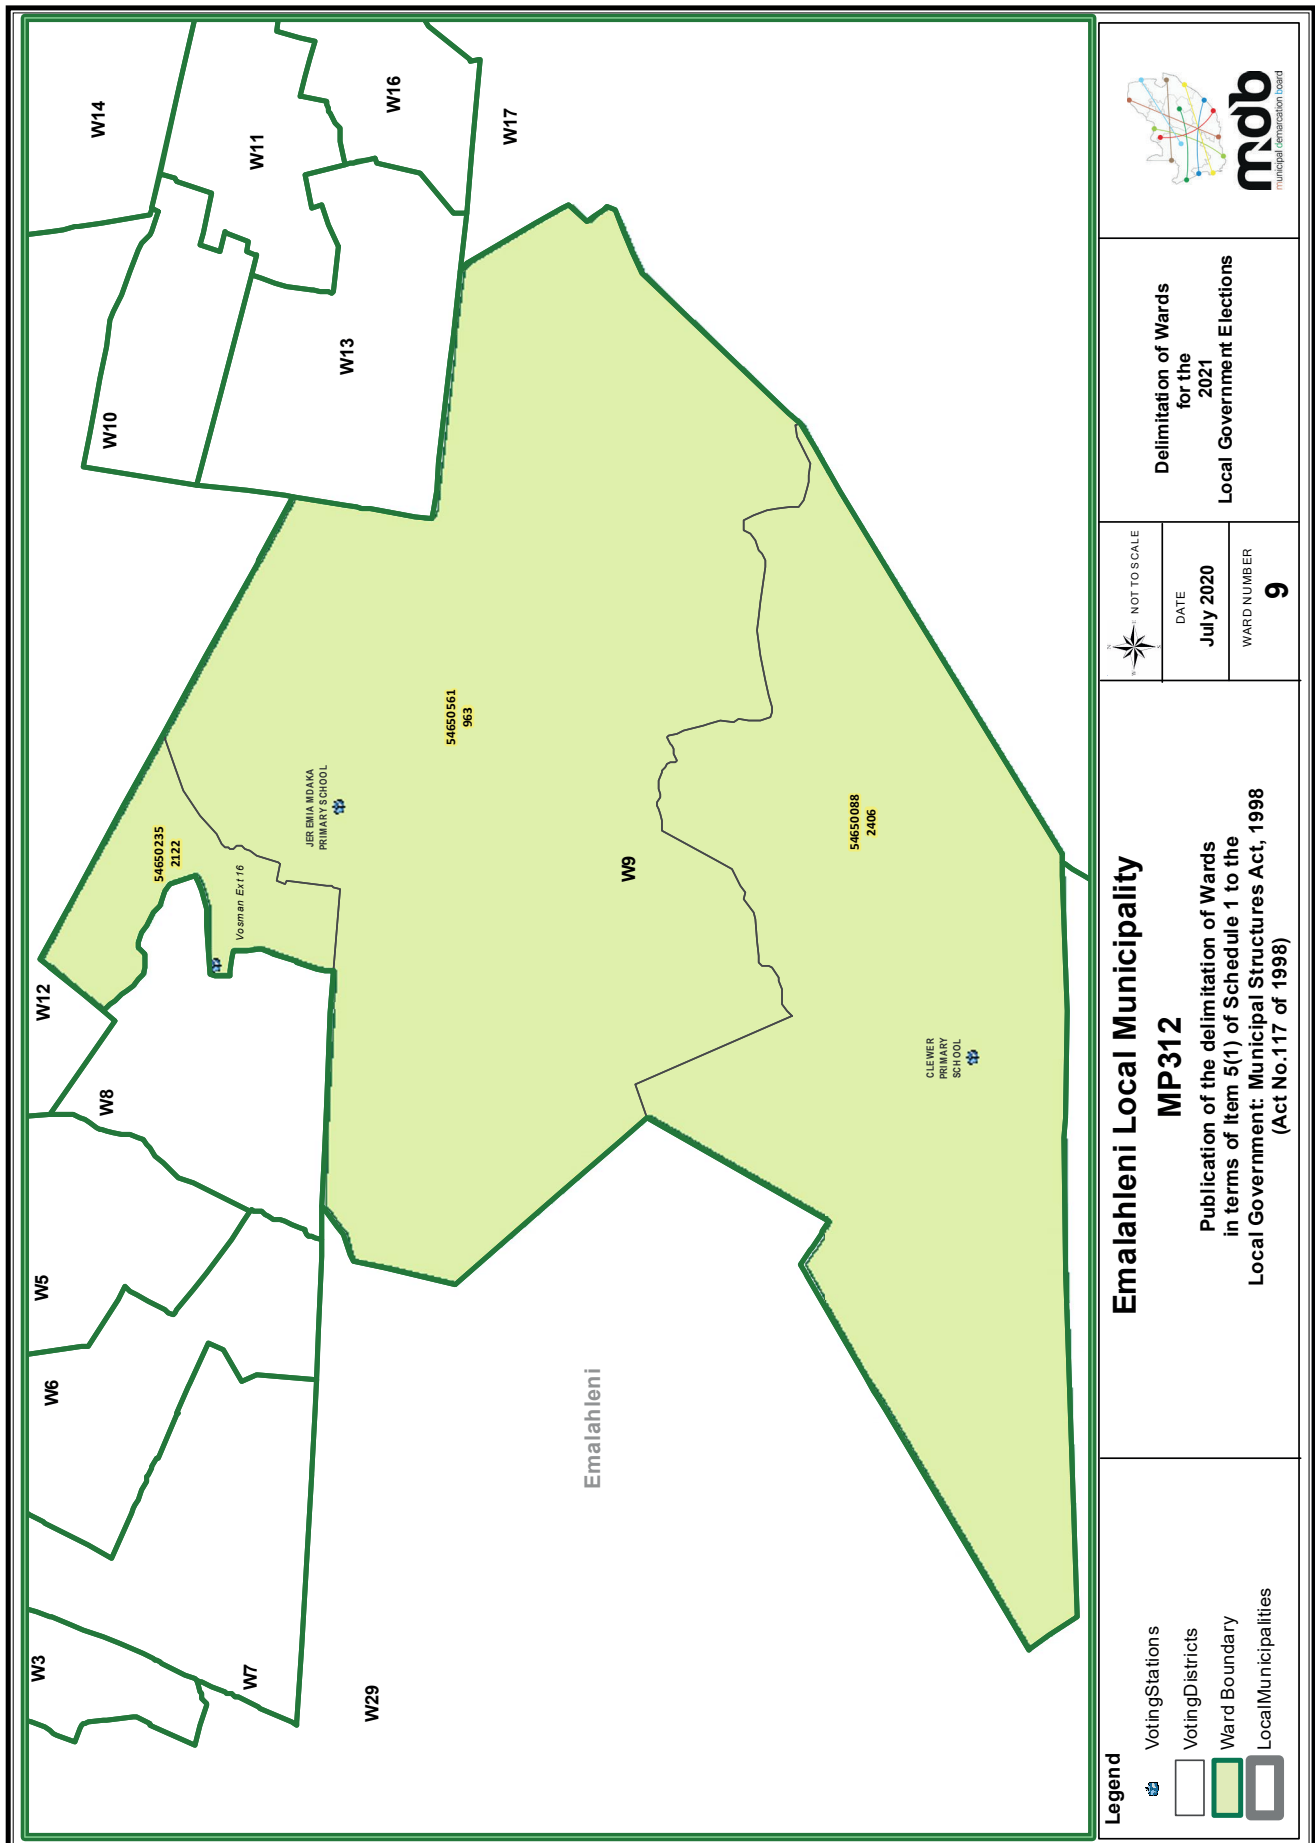 W3
W7
W29
W6
W5
W8
W12
W10
W14
W11
W13
W16
W17
54650235
2122
Vosman Ext 16
JEREMIA MDAKA
PRIMARY SCHOOL
54650561
963
W9
54650088
2406
CLEWER
PRIMARY
SCHOOL
Emalahleni
Legend
VotingStations
VotingDistricts
Ward Boundary
LocalMunicipalities
Emalahleni Local Municipality
MP312
Publication of the delimitation of Wards
in terms of Item 5(1) of Schedule 1 to the
Local Government: Municipal Structures Act, 1998
(Act No.117 of 1998)
N
W
E
S
NOT TO SCALE
DATE
July 2020
WARD NUMBER
9
Delimitation of Wards
for the
2021
Local Government Elections
mdb
municipal demarcation board